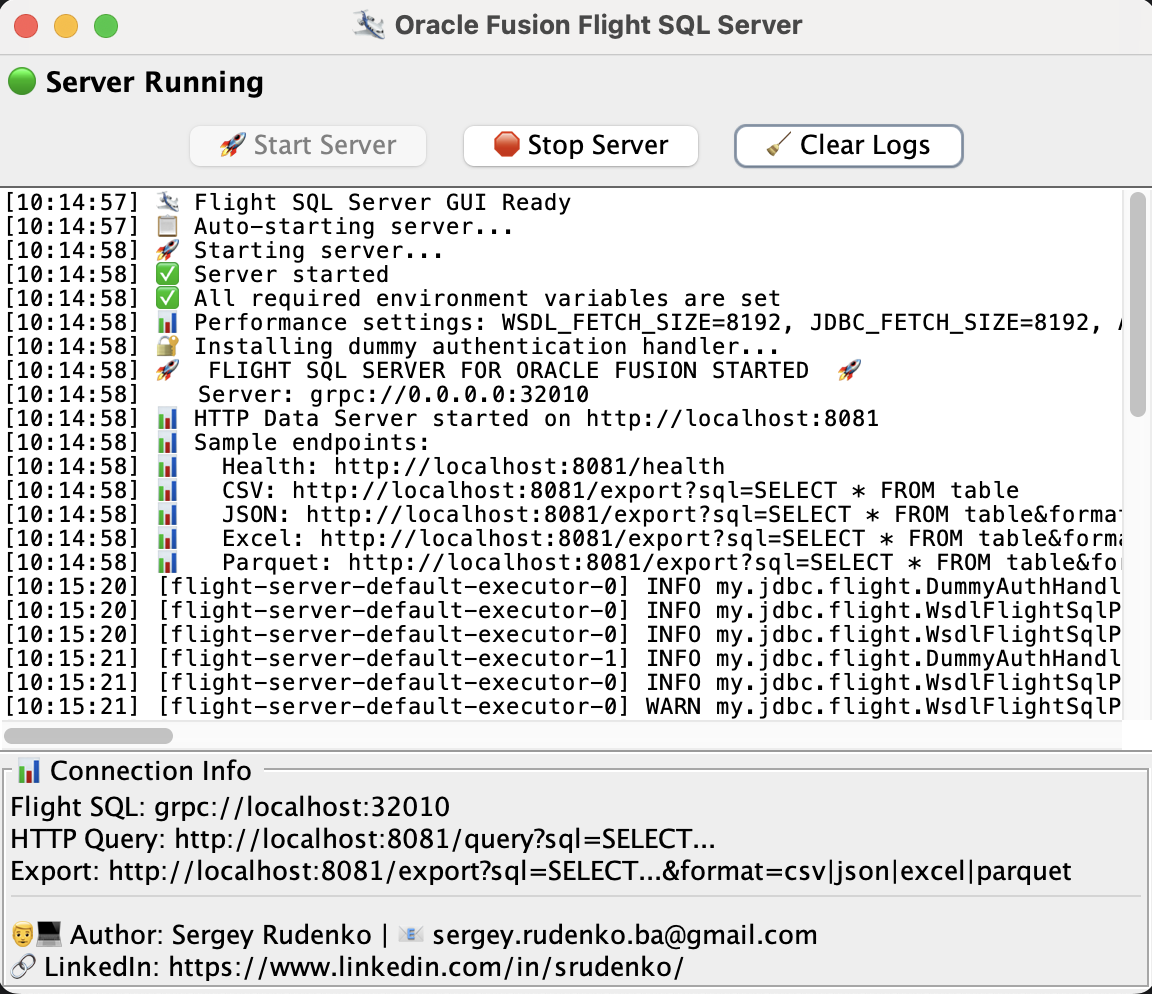 Oracle Fusion Flight SQL Server
Server Running
Start Server
Stop Server
Clear Logs
[10:14:57] Flight SQL Server GUI Ready
[10:14:57] Auto-starting server...
[10:14:58] Starting server...
[10:14:58] Server started
[10:14:58] All required environment variables are set
[10:14:58] Performance settings: WSDL_FETCH_SIZE=8192, JDBC_FETCH_SIZE=8192,
[10:14:58] Installing dummy authentication handler...
[10:14:58] FLIGHT SQL SERVER FOR ORACLE FUSION STARTED
[10:14:58] Server: grpc://0.0.0.0:32010
[10:14:58] HTTP Data Server started on http://localhost:8081
[10:14:58] Sample endpoints:
[10:14:58] Health: http://localhost:8081/health
[10:14:58] CSV: http://localhost:8081/export?sql=SELECT * FROM table
[10:14:58] JSON: http://localhost:8081/export?sql=SELECT * FROM table&forma
[10:14:58] Excel: http://localhost:8081/export?sql=SELECT * FROM table&forma
[10:14:58] Parquet: http://localhost:8081/export?sql=SELECT * FROM table&fo
[10:15:20] [flight-server-default-executor-0] INFO my.jdbc.flight.DummyAuthHandl
[10:15:20] [flight-server-default-executor-0] INFO my.jdbc.flight.WsdlFlightSqlP
[10:15:20] [flight-server-default-executor-0] INFO my.jdbc.flight.WsdlFlightSqlP
[10:15:21] [flight-server-default-executor-1] INFO my.jdbc.flight.DummyAuthHandl
[10:15:21] [flight-server-default-executor-0] INFO my.jdbc.flight.WsdlFlightSqlP
[10:15:21] [flight-server-default-executor-0] WARN my.jdbc.flight.WsdlFlightSqlP
Connection Info
Flight SQL: grpc://localhost:32010
HTTP Query: http://localhost:8081/query?sql=SELECT...
Export: http://localhost:8081/export?sql=SELECT...&format=csv|json|excel|parquet
Author: Sergey Rudenko | sergey.rudenko.ba@gmail.com
LinkedIn: https://www.linkedin.com/in/srudenko/